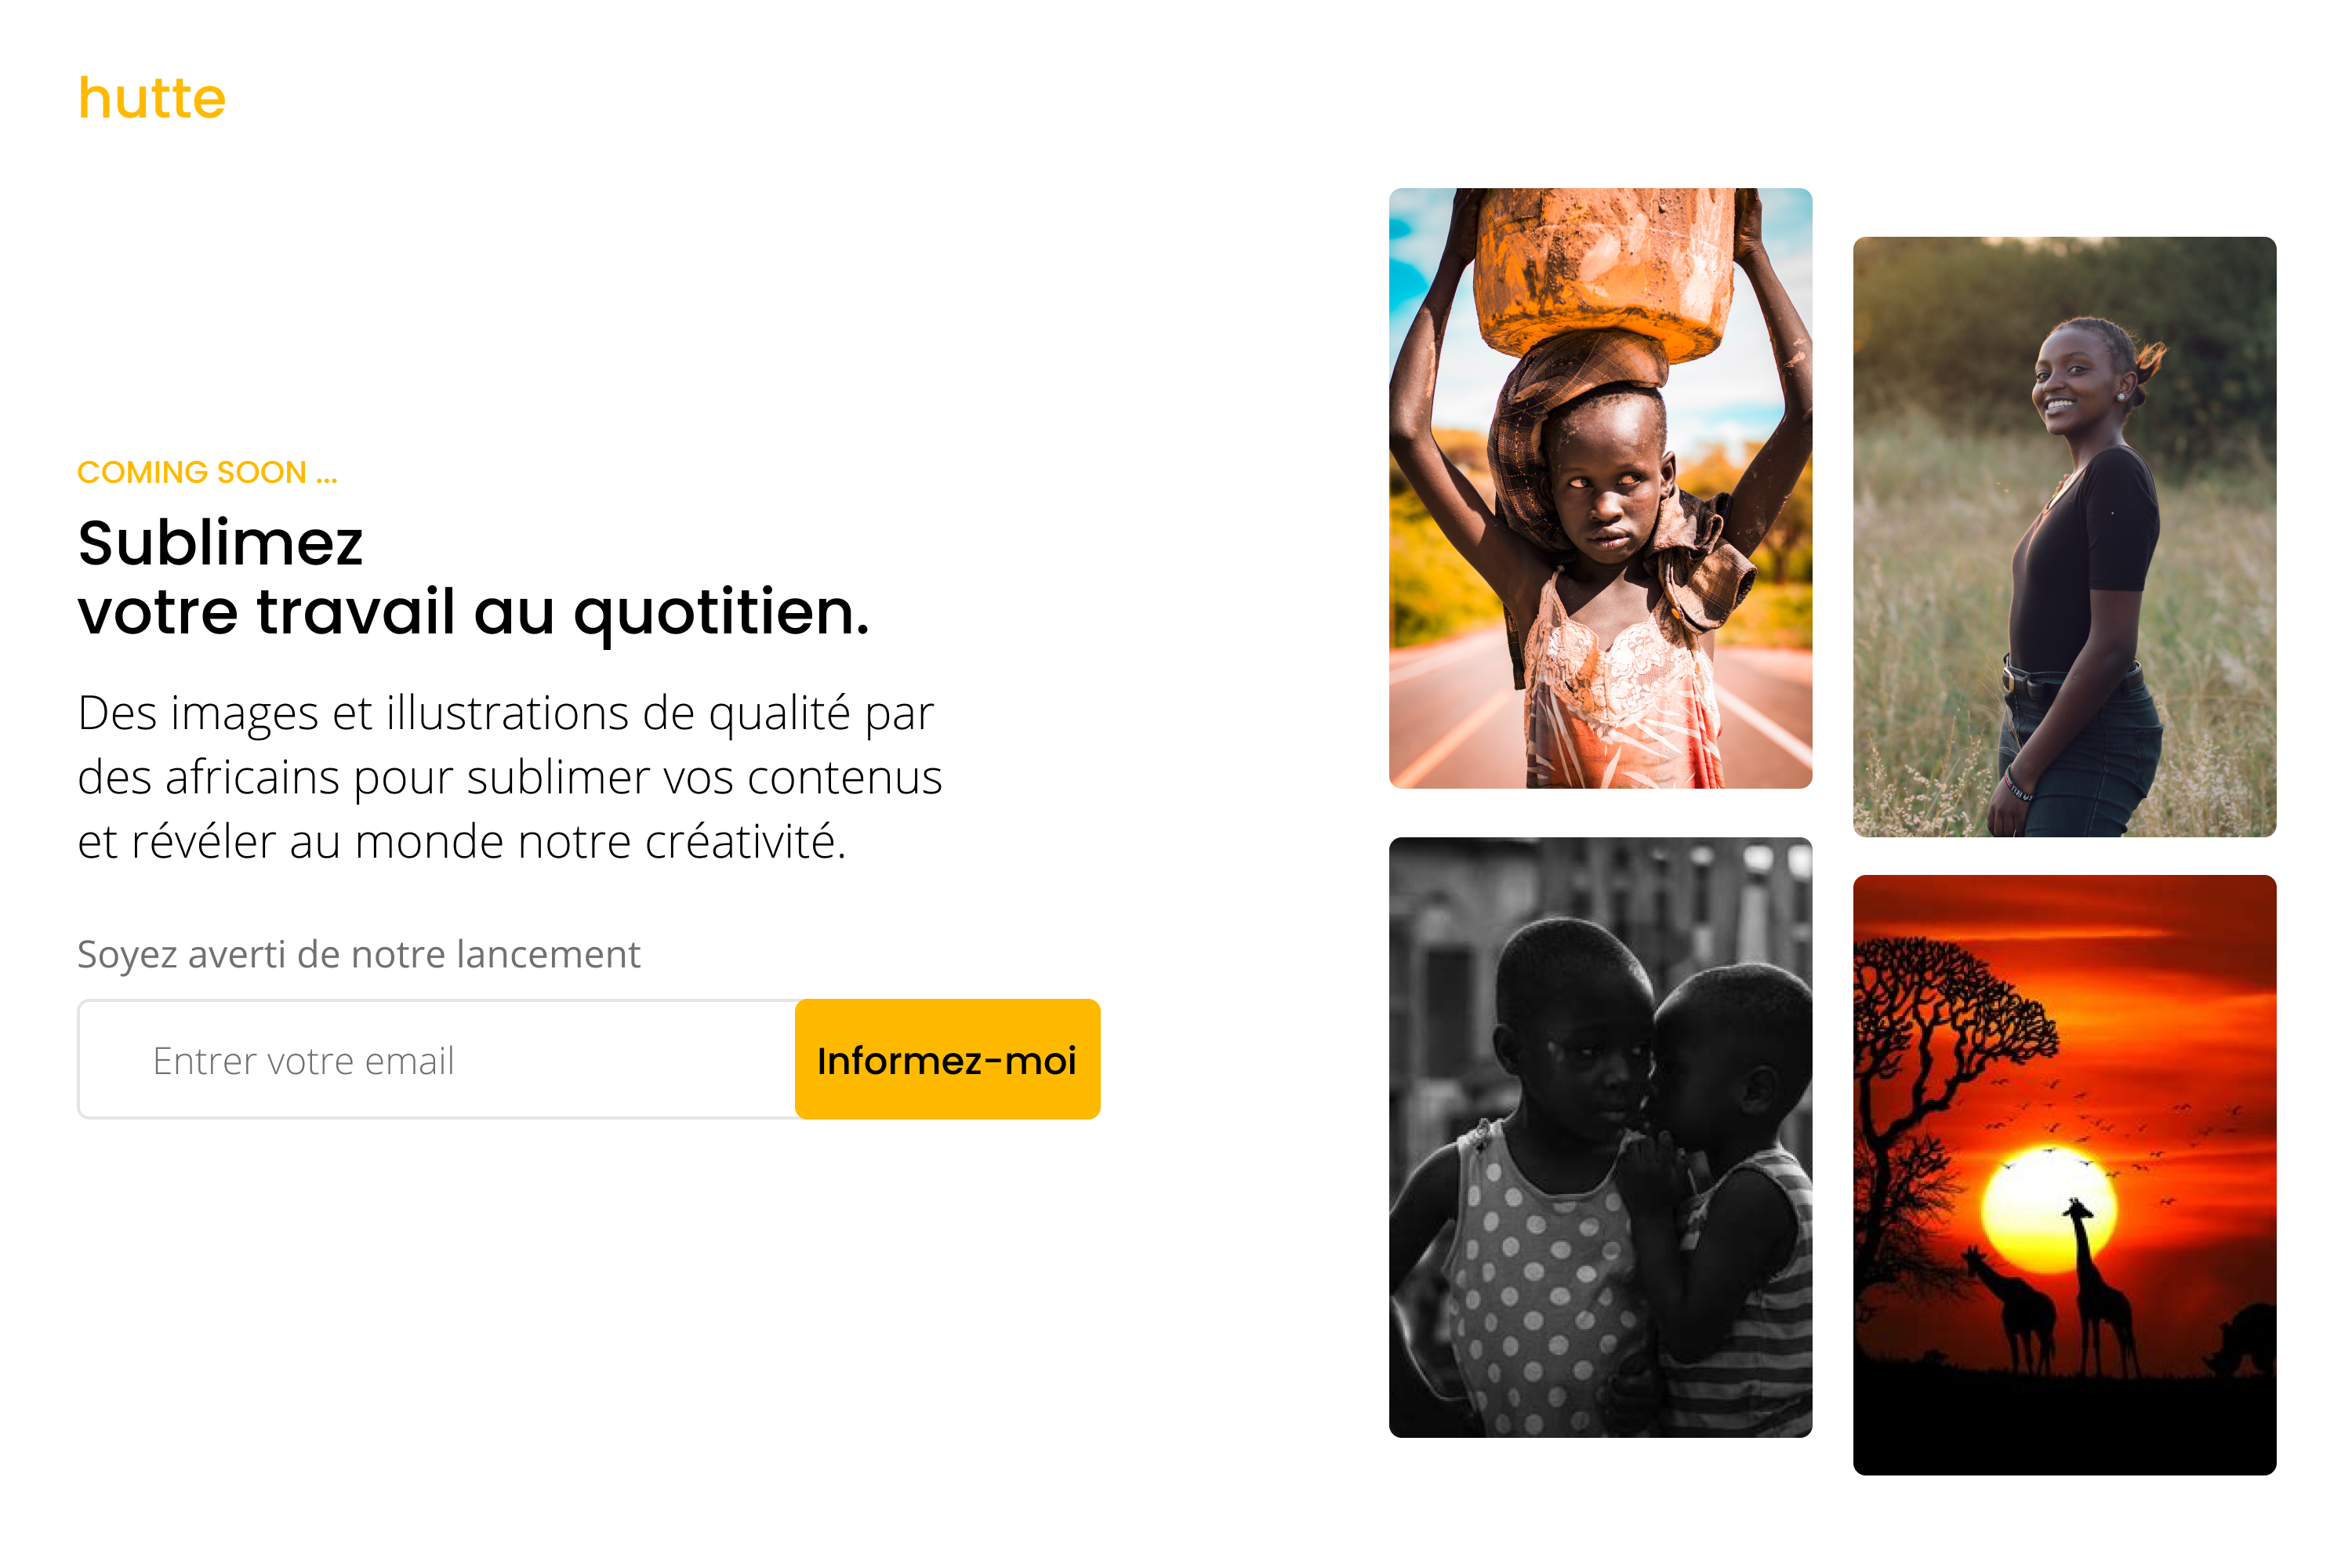 hutte
COMING SOON ...
Sublimez
votre travail au quotitien.
Des images et illustrations de qualité par
des africains pour sublimer vos contenus
et révéler au monde notre créativité.
Soyez averti de notre lancement
Entrer votre email
Informez-moi